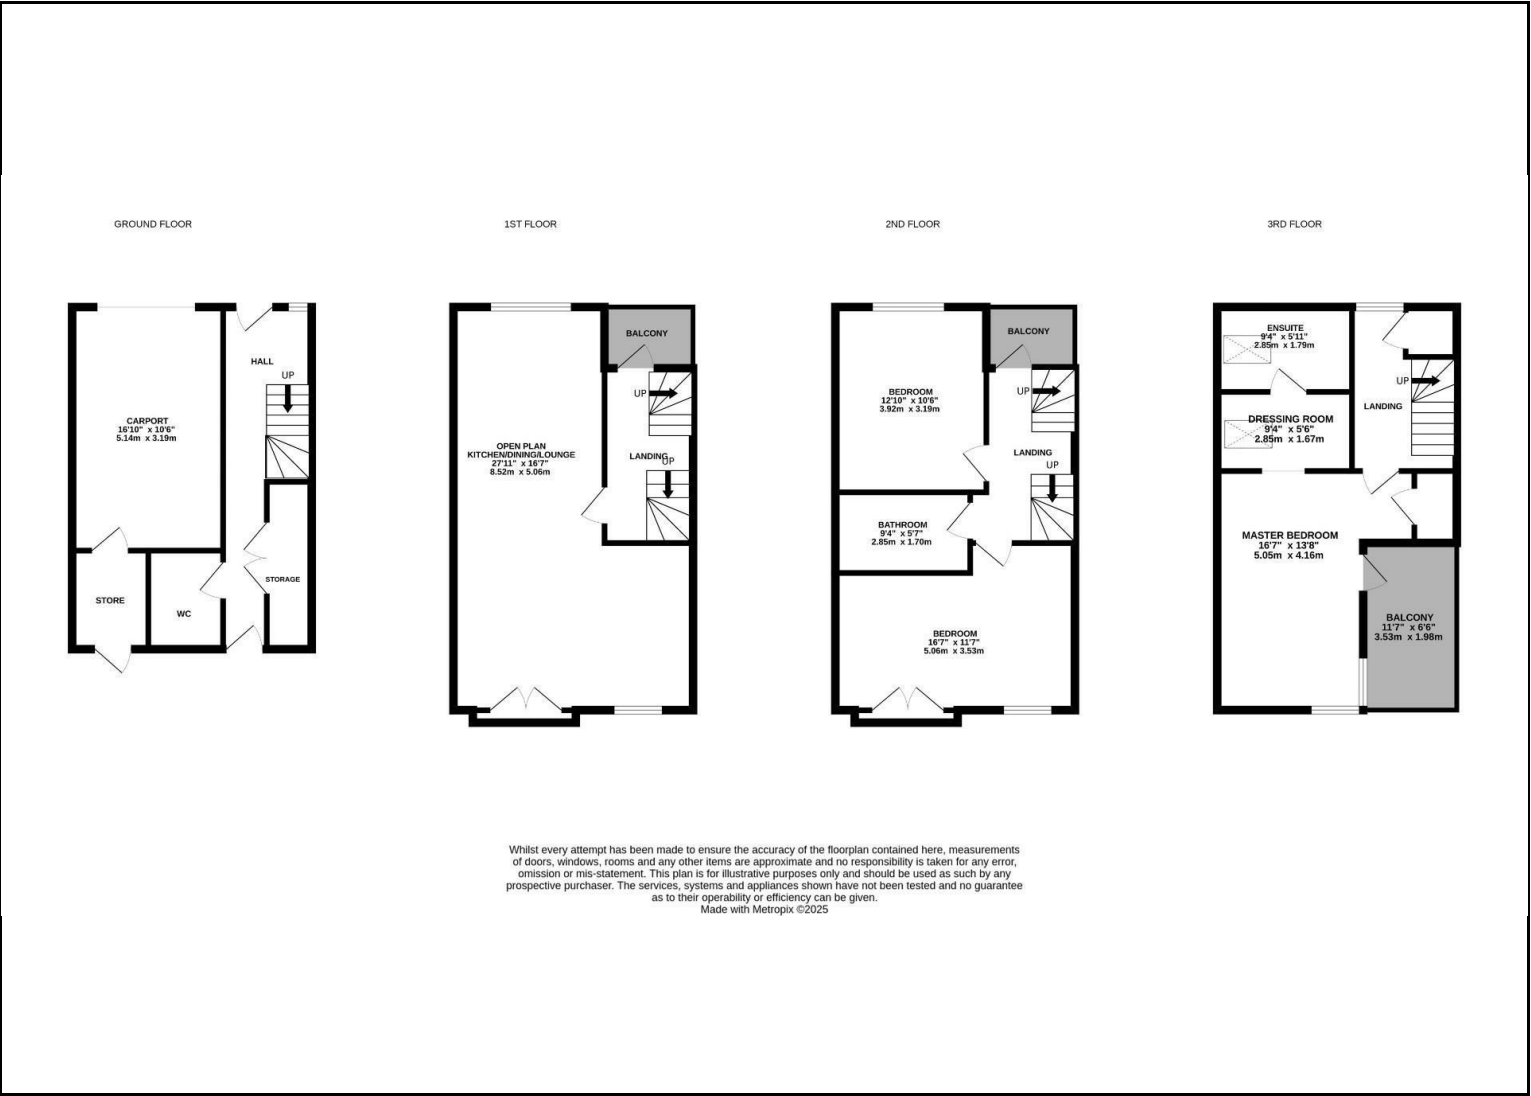 GROUND FLOOR
1ST FLOOR
2ND FLOOR
3RD FLOOR
HALL
UP
CARPORT
16'10" x 10'6"
5.14m x 3.19m
STORE
WC
STORAGE
BALCONY
UP
OPEN PLAN
KITCHEN/DINING/LOUNGE
27'11" x 16'7"
8.52m x 5.06m
LANDING
UP
BALCONY
UP
BEDROOM
12'10" x 10'6"
3.92m x 3.19m
LANDING
UP
BATHROOM
9'4" x 5'7"
2.85m x 1.70m
BEDROOM
16'7" x 11'7"
5.06m x 3.53m
ENSUITE
9'4" x 5'11"
2.85m x 1.79m
UP
LANDING
DRESSING ROOM
9'4" x 5'6"
2.85m x 1.67m
MASTER BEDROOM
16'7" x 13'8"
5.05m x 4.16m
BALCONY
11'7" x 6'6"
3.53m x 1.98m
Whilst every attempt has been made to ensure the accuracy of the floorplan contained here, measurements
of doors, windows, rooms and any other items are approximate and no responsibility is taken for any error,
omission or mis-statement. This plan is for illustrative purposes only and should be used as such by any
prospective purchaser. The services, systems and appliances shown have not been tested and no guarantee
as to their operability or efficiency can be given.
Made with Metropix ©2025